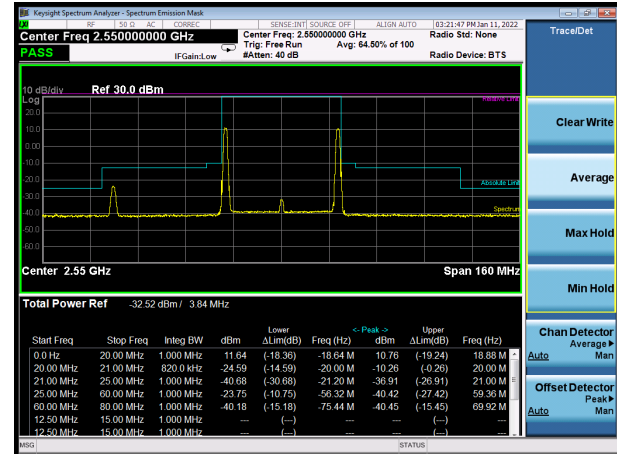 Keysight Spectrum Analyzer - Spectrum Emission Mask
RF 50 Ω AC CORREC SENSE:INT SOURCE OFF ALIGN AUTO 03:21:47 PM Jan 11, 2022
Center Freq 2.550000000 GHz Center Freq: 2.550000000 GHz Radio Std: None
Trig: Free Run Avg: 64.50% of 100
PASS IFGain:Low #Atten: 40 dB Radio Device: BTS
Trace/Det
10 dB/div Ref 30.0 dBm
Log
Relative Limit
20.0
10.0
0.00
-10.0
-20.0
Absolute Limit
-30.0
Spectrum
-40.0
-50.0
-60.0
Center 2.55 GHz Span 160 MHz
Clear Write
Average
Max Hold
Min Hold
Chan Detector
Average
Auto Man
Offset Detector
Peak
Auto Man
Total Power Ref -32.52 dBm / 3.84 MHz
Lower <- Peak -> Upper
Start Freq Stop Freq Integ BW dBm ΔLim(dB) Freq (Hz) dBm ΔLim(dB) Freq (Hz)
0.0 Hz 20.00 MHz 1.000 MHz 11.64 (-18.36) -18.64 M 10.76 (-19.24) 18.88 M
20.00 MHz 21.00 MHz 820.0 kHz -24.59 (-14.59) -20.00 M -10.26 (-0.26) 20.00 M
21.00 MHz 25.00 MHz 1.000 MHz -40.68 (-30.68) -21.20 M -36.91 (-26.91) 21.00 M
25.00 MHz 60.00 MHz 1.000 MHz -23.75 (-10.75) -56.32 M -40.42 (-27.42) 59.36 M
60.00 MHz 80.00 MHz 1.000 MHz -40.18 (-15.18) -75.44 M -40.45 (-15.45) 69.92 M
12.50 MHz 15.00 MHz 1.000 MHz --- (---) --- --- (---) ---
12.50 MHz 15.00 MHz 1.000 MHz --- (---) --- --- (---) ---
MSG STATUS